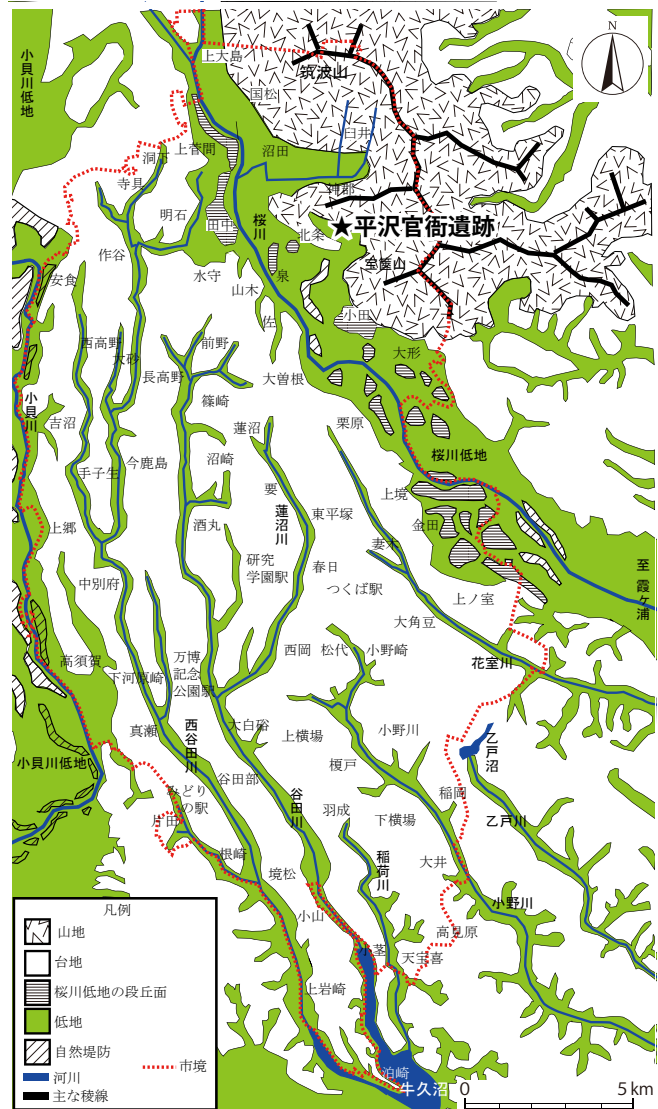 N
上大島
筑波山
小貝川
低地
国松
臼井
洞下
上菅間
沼田
寺具
神郡
明石
田中
桜川
北条
★平沢官衙遺跡
作谷
宝篋山
安食
水守
山木
泉
佐
小田
西高野
大砂
前野
大形
長高野
大曽根
小貝川
篠崎
吉沼
蓮沼
栗原
手子生
今鹿島
沼崎
桜川低地
要
蓮沼川
上境
上郷
酒丸
東平塚
金田
研究
学園駅
妻木
至 霞ヶ浦
中別府
春日
つくば駅
上ノ室
大角豆
高須賀
下河原崎
万博
記念
公園駅
西岡
松代
小野崎
花室川
真瀬
西谷田川
大白硲
上横場
小野川
乙戸沼
小貝川低地
榎戸
谷田部
みどり
の駅
谷田川
羽成
稲岡
片田
下横場
乙戸川
稲荷川
根崎
大井
境松
小野川
小山
高見原
小茎
天宝喜
上岩崎
泊崎
牛久沼
凡例
山地
台地
桜川低地の段丘面
低地
自然堤防
市境
河川
主な稜線
0
5 km